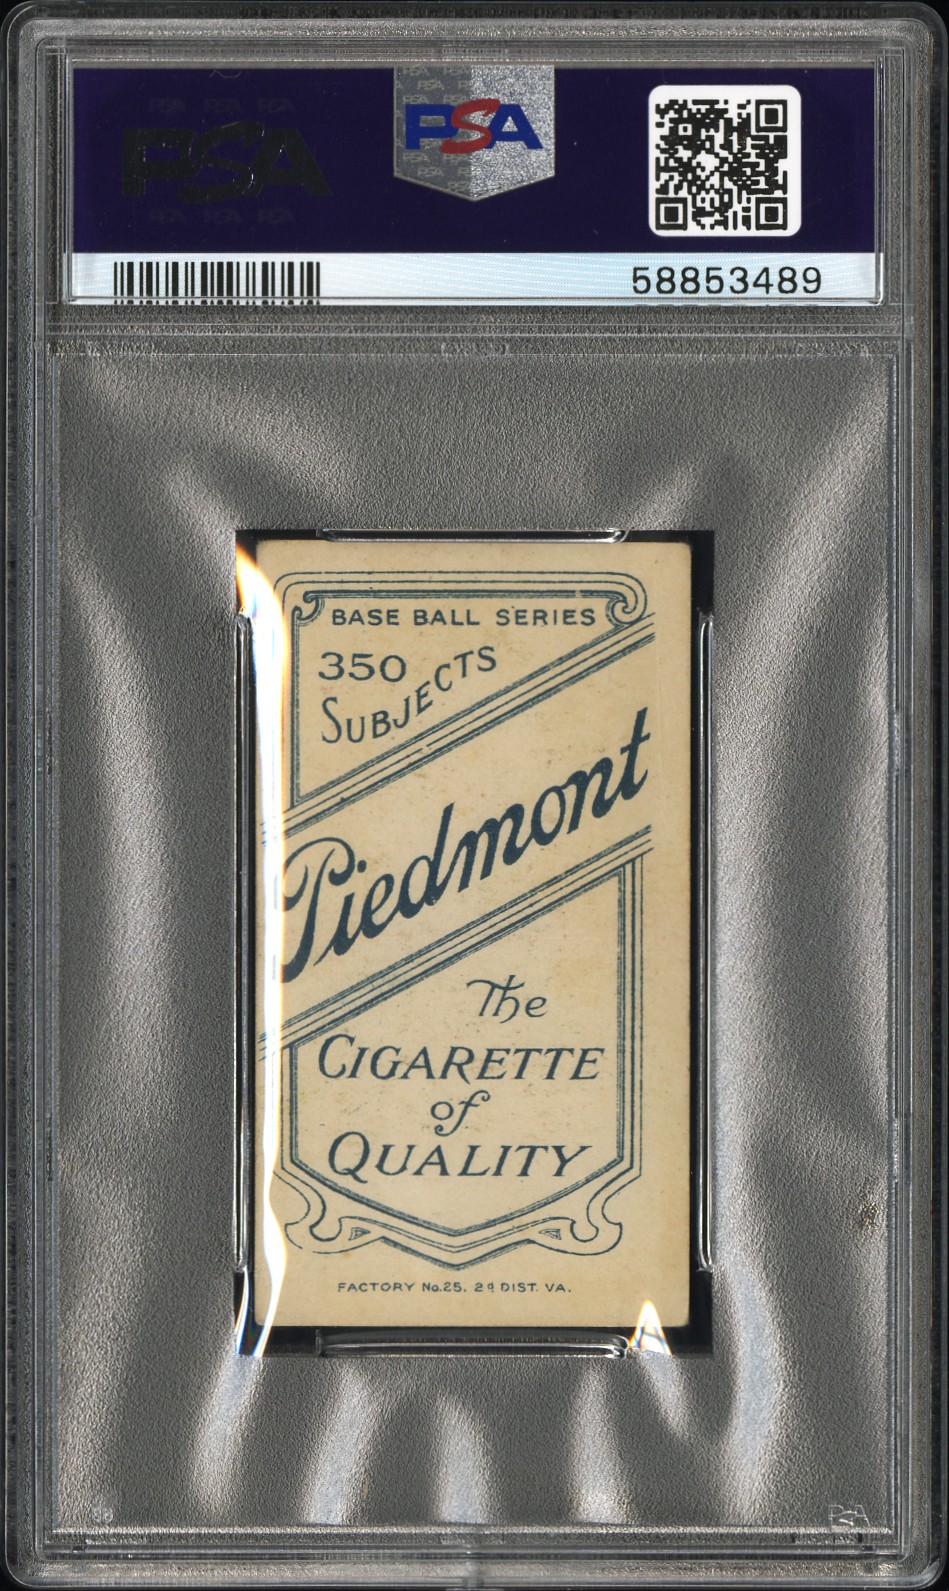 PSA
PSA
58853489
BASE BALL SERIES
350
SUBJECTS
Piedmont
The
CIGARETTE
of
QUALITY
FACTORY No.25. 2d DIST. VA.
PSA